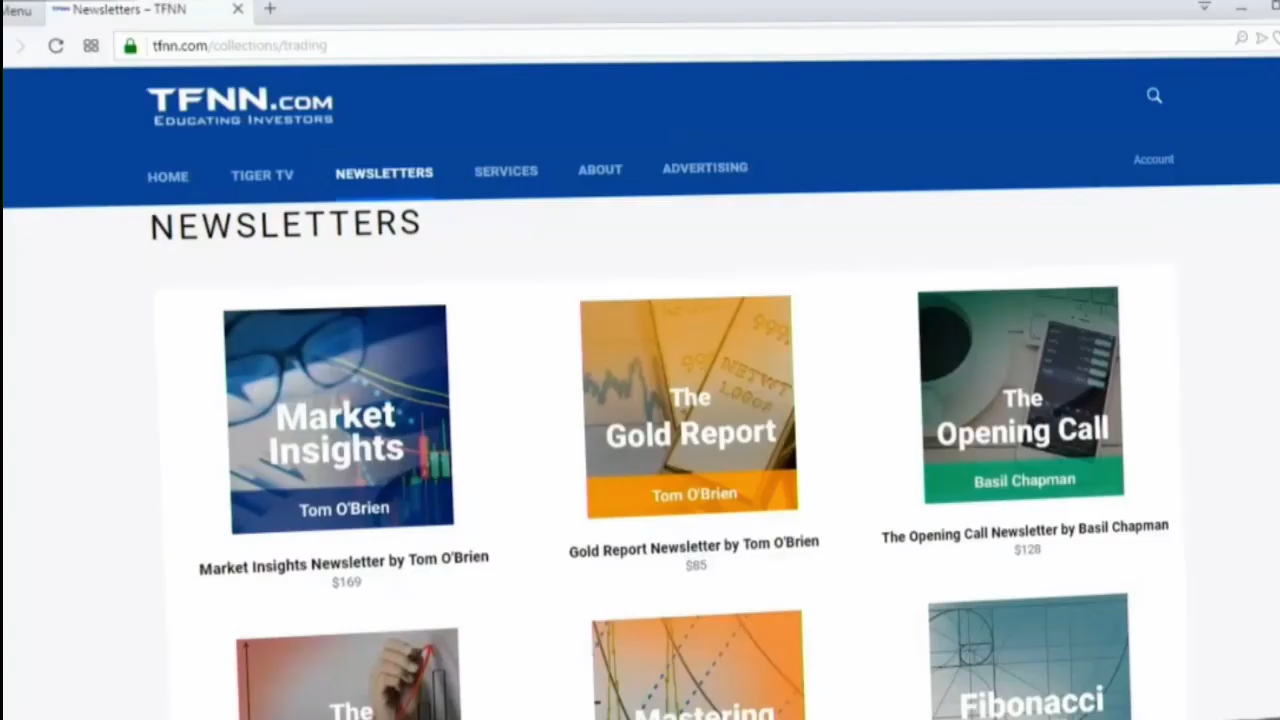 Menu
Newsletters – TFNN
tfnn.com/collections/trading
TFNN.COM
EDUCATING INVESTORS
HOME TIGER TV NEWSLETTERS SERVICES ABOUT ADVERTISING
Account
NEWSLETTERS
Market
Insights
Tom O'Brien
Market Insights Newsletter by Tom O'Brien
$169
The
Gold Report
Tom O'Brien
Gold Report Newsletter by Tom O'Brien
$85
The
Opening Call
Basil Chapman
The Opening Call Newsletter by Basil Chapman
$128
The
Mastering
Fibonacci